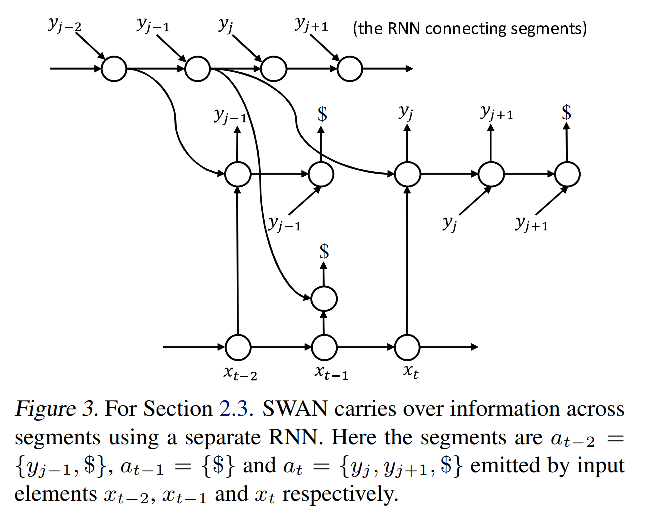 y_{j−2} y_{j−1} y_j y_{j+1} (the RNN connecting segments)
y_{j−1} $ y_j y_{j+1} $
y_{j−1} y_j y_{j+1}
$
x_{t−2} x_{t−1} x_t
Figure 3. For Section 2.3. SWAN carries over information across
segments using a separate RNN. Here the segments are a_{t−2} =
{y_{j−1}, $}, a_{t−1} = {$} and a_t = {y_j, y_{j+1}, $} emitted by input
elements x_{t−2}, x_{t−1} and x_t respectively.